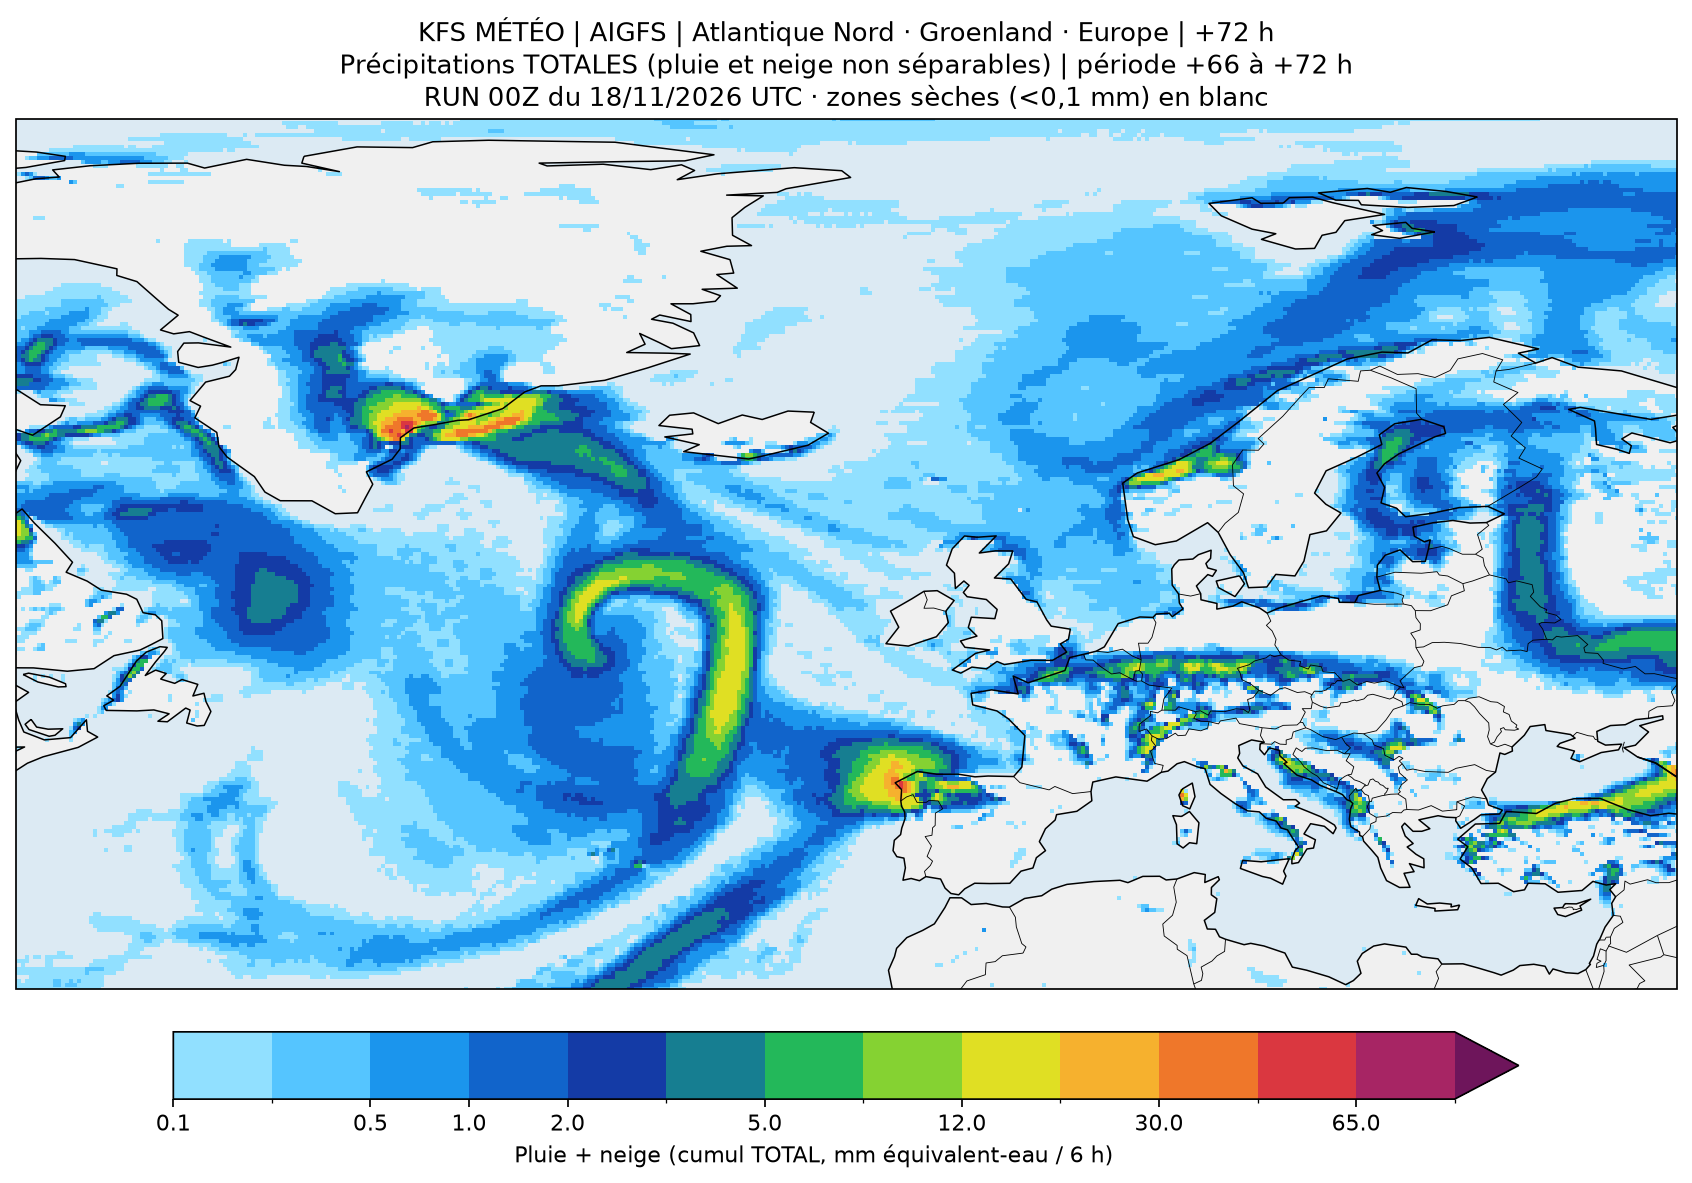 KFS MÉTÉO | AIGFS | Atlantique Nord · Groenland · Europe | +72 h
Précipitations TOTALES (pluie et neige non séparables) | période +66 à +72 h
RUN 00Z du 18/11/2026 UTC · zones sèches (<0,1 mm) en blanc
0.1 0.5 1.0 2.0 5.0 12.0 30.0 65.0
Pluie + neige (cumul TOTAL, mm équivalent-eau / 6 h)